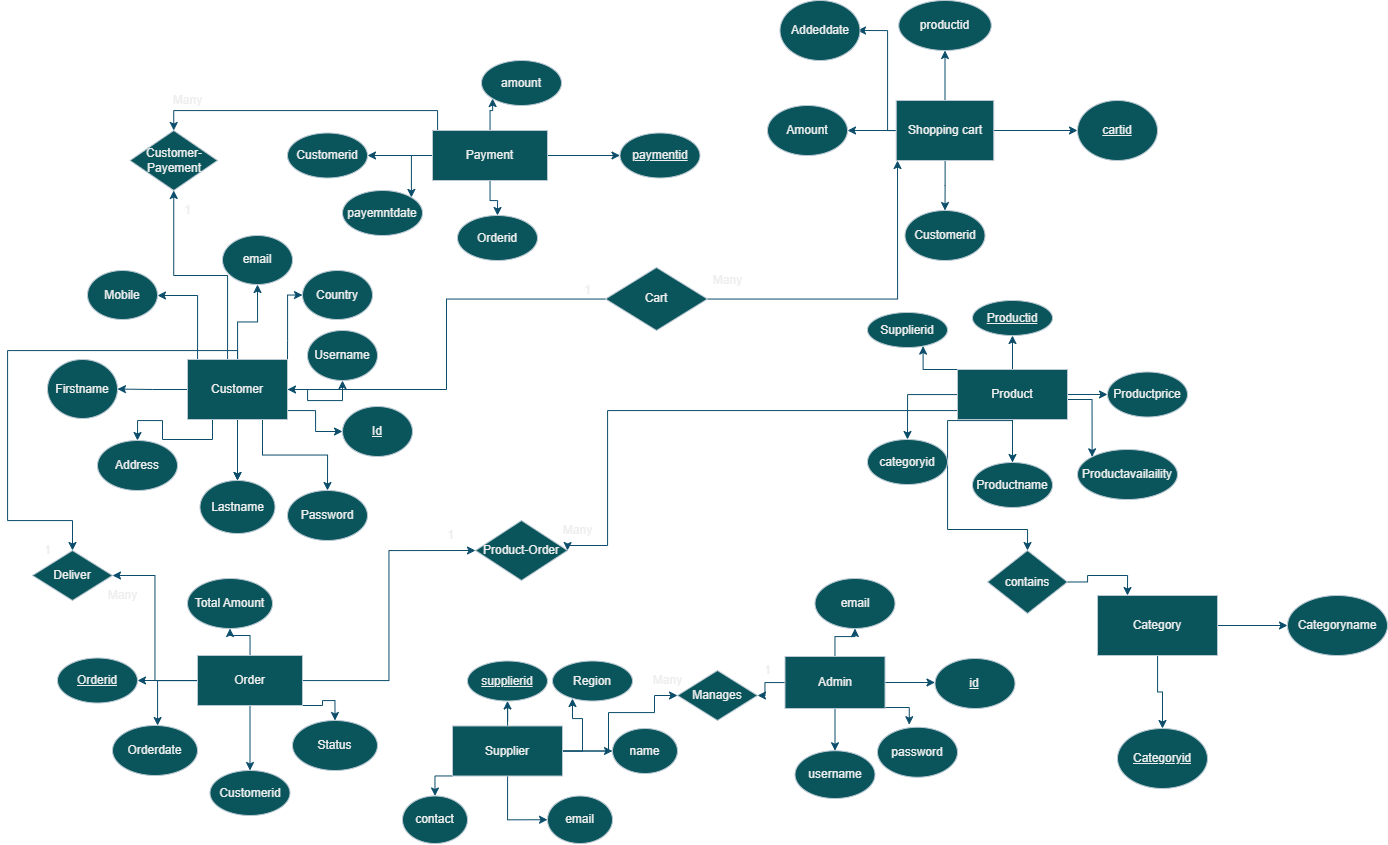 Addeddate
productid
amount
Many
Customer-
Payement
Customerid
Payment
paymentid
Amount
Shopping cart
cartid
payemntdate
Orderid
1
Customerid
email
Mobile
Country
1
Cart
Many
Supplierid
Productid
Username
Firstname
Customer
Product
Productprice
Id
Address
categoryid
Productavailaility
Productname
Lastname
Password
1
Product-Order
Many
1
Deliver
Many
contains
Total Amount
email
Category
Categoryname
Orderid
Order
supplierid
Region
Many
Manages
1
Admin
id
Orderdate
Status
Supplier
name
username
password
Categoryid
Customerid
contact
email